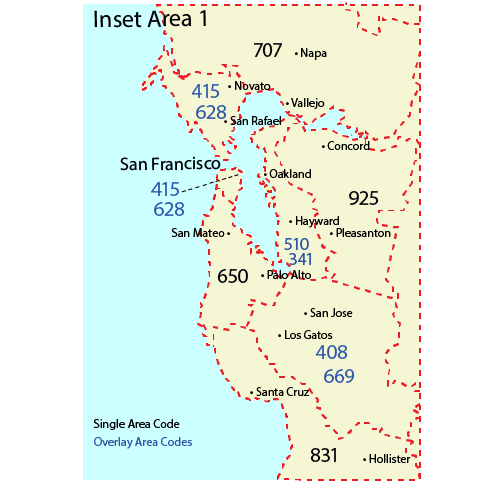 Inset Area 1
707
Napa
415
Novato
628
Vallejo
San Rafael
Concord
San Francisco
Oakland
415
925
628
Hayward
San Mateo
Pleasanton
510
341
650
Palo Alto
San Jose
Los Gatos
408
669
Santa Cruz
Single Area Code
Overlay Area Codes
831
Hollister